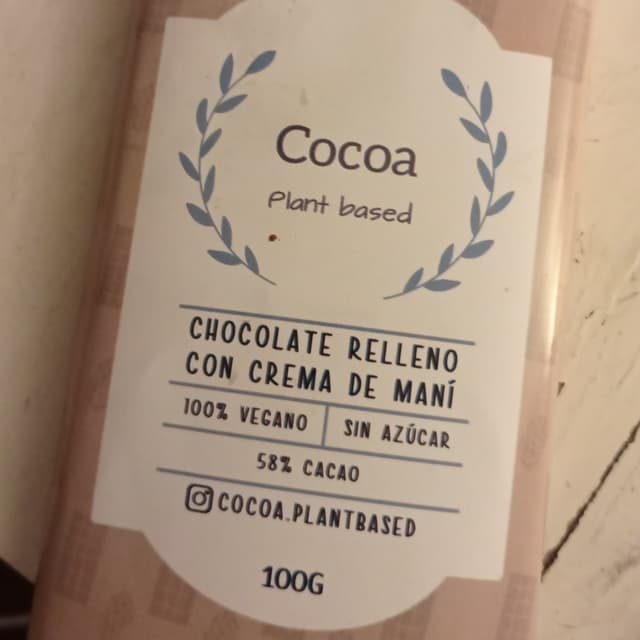 Cocoa
Plant based
CHOCOLATE RELLENO
CON CREMA DE MANÍ
100% VEGANO SIN AZÚCAR
58% CACAO
COCOA.PLANTBASED
100G